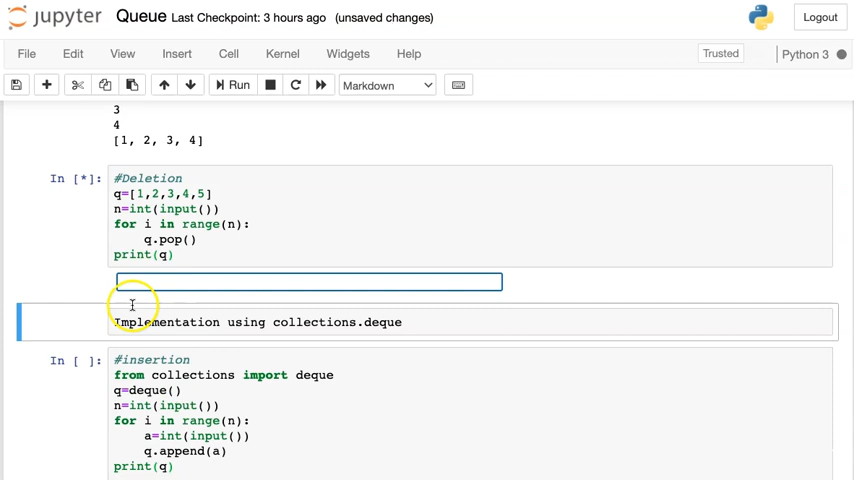 jupyter Queue Last Checkpoint: 3 hours ago (unsaved changes) Logout
File Edit View Insert Cell Kernel Widgets Help Trusted Python 3
Run Markdown
3
4
[1, 2, 3, 4]
In [*]: #Deletion
q=[1,2,3,4,5]
n=int(input())
for i in range(n):
    q.pop()
print(q)
Implementation using collections.deque
In [ ]: #insertion
from collections import deque
q=deque()
n=int(input())
for i in range(n):
    a=int(input())
    q.append(a)
print(q)